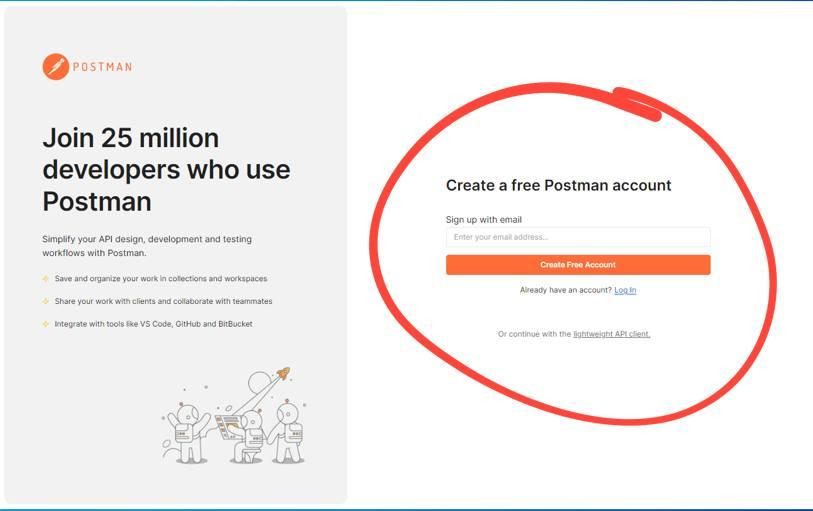 POSTMAN
Join 25 million
developers who use
Postman
Simplify your API design, development and testing
workflows with Postman.
Save and organize your work in collections and workspaces
Share your work with clients and collaborate with teammates
Integrate with tools like VS Code, GitHub and BitBucket
Create a free Postman account
Sign up with email
Enter your email address...
Create Free Account
Already have an account? Log In
Or continue with the lightweight API client.